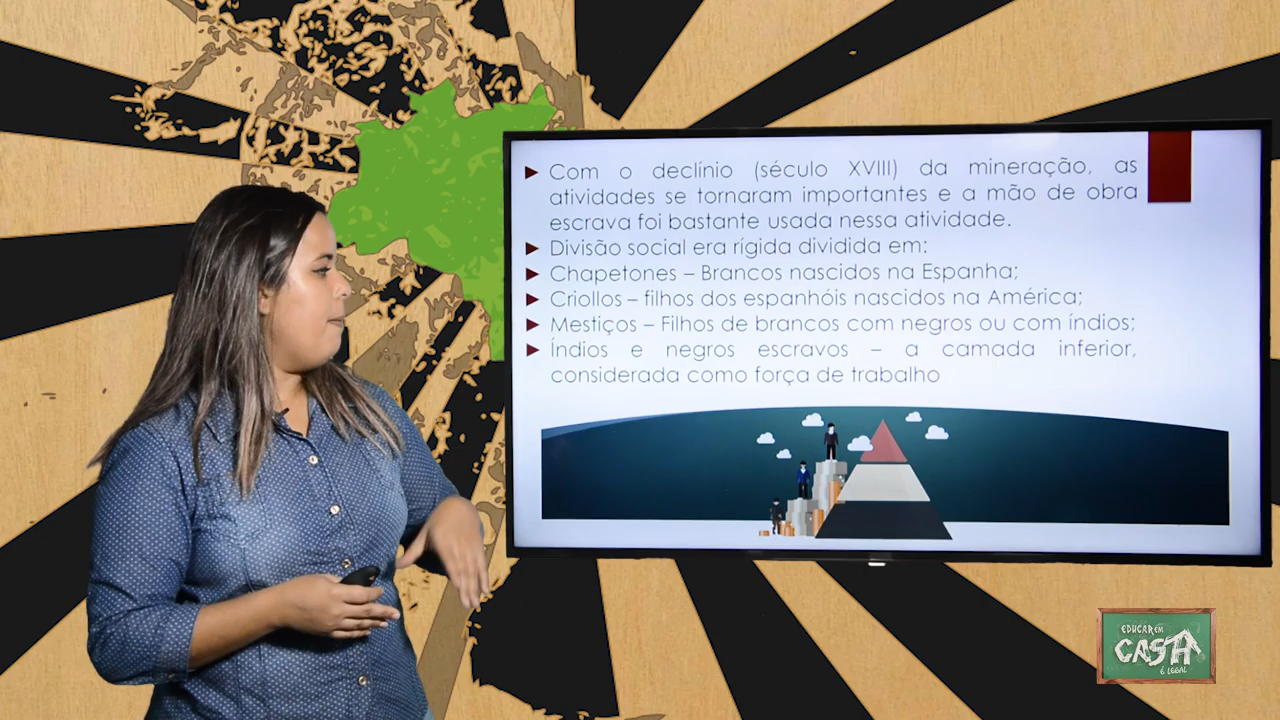 Com o declínio (século XVIII) da mineração, as
atividades se tornaram importantes e a mão de obra
escrava foi bastante usada nessa atividade.
Divisão social era rígida dividida em:
Chapetones – Brancos nascidos na Espanha;
Criollos – filhos dos espanhóis nascidos na América;
Mestiços – Filhos de brancos com negros ou com índios;
Índios e negros escravos – a camada inferior,
considerada como força de trabalho
EDUCAR EM
CASA
É LEGAL